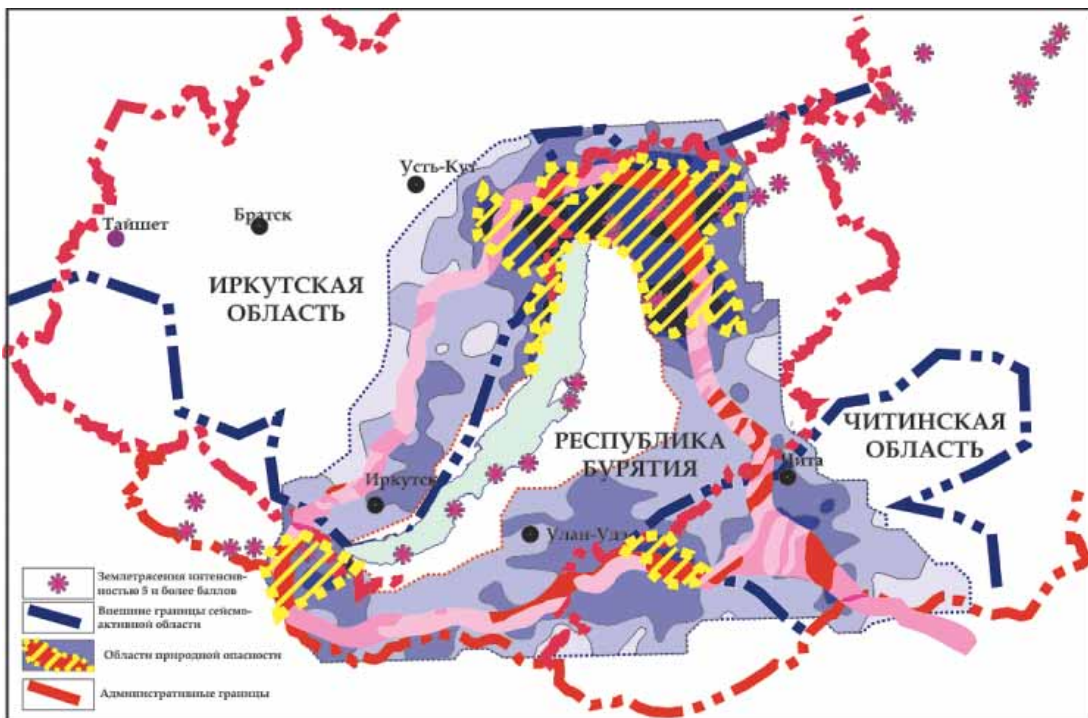 Усть-Кут
Братск
Тайшет
ИРКУТСКАЯ
ОБЛАСТЬ
РЕСПУБЛИКА
БУРЯТИЯ
ЧИТИНСКАЯ
ОБЛАСТЬ
Чита
Иркутск
Улан-Удэ
Землетрясения интенсив-
ностью 5 и более баллов
Внешние границы сейсмо-
активной области
Области природной опасности
Административные границы